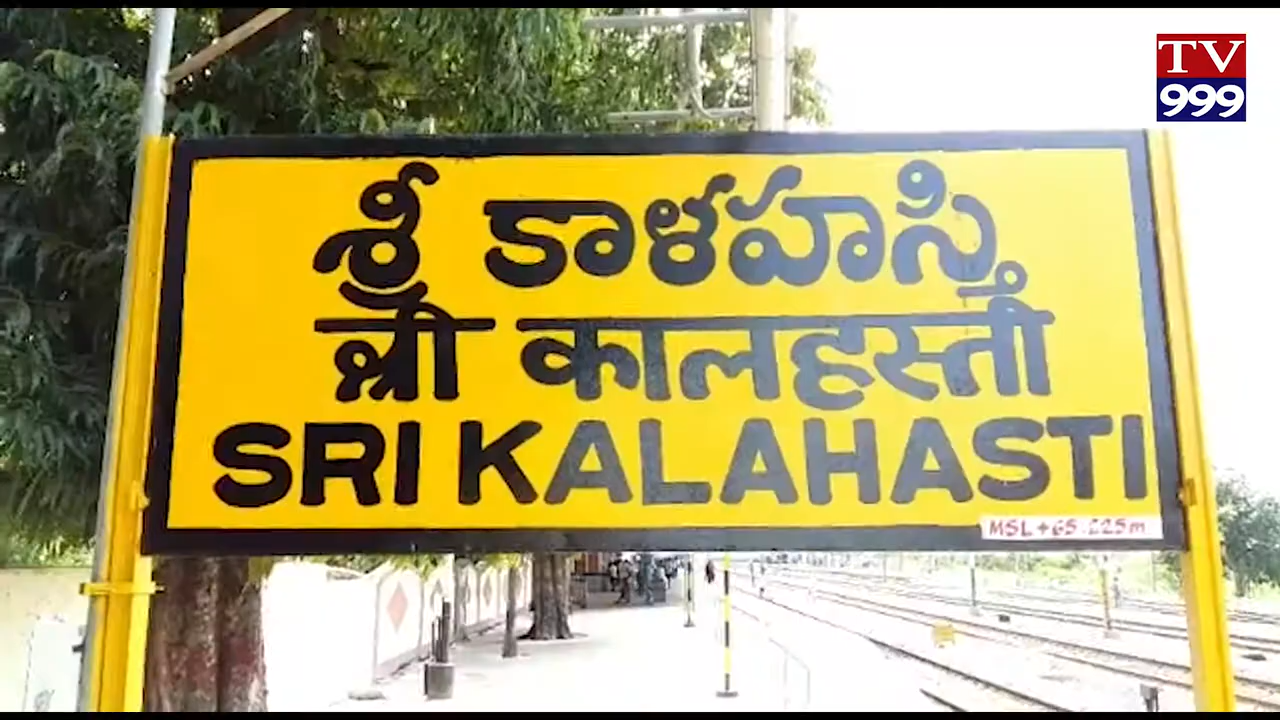 TV
999
శ్రీ కాళహస్తి
श्री कालहस्ती
SRI KALAHASTI
MSL +65.225m